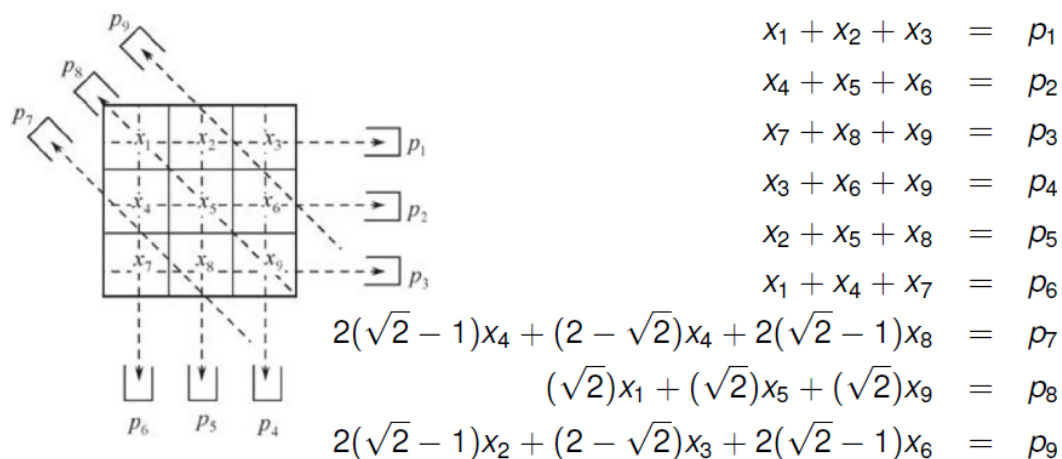 p₉
p₈
p₇
x₁ x₂ x₃ p₁
x₄ x₅ x₆ p₂
x₇ x₈ x₉ p₃
p₆ p₅ p₄
x₁ + x₂ + x₃ = p₁
x₄ + x₅ + x₆ = p₂
x₇ + x₈ + x₉ = p₃
x₃ + x₆ + x₉ = p₄
x₂ + x₅ + x₈ = p₅
x₁ + x₄ + x₇ = p₆
2(√2 − 1)x₄ + (2 − √2)x₄ + 2(√2 − 1)x₈ = p₇
(√2)x₁ + (√2)x₅ + (√2)x₉ = p₈
2(√2 − 1)x₂ + (2 − √2)x₃ + 2(√2 − 1)x₆ = p₉